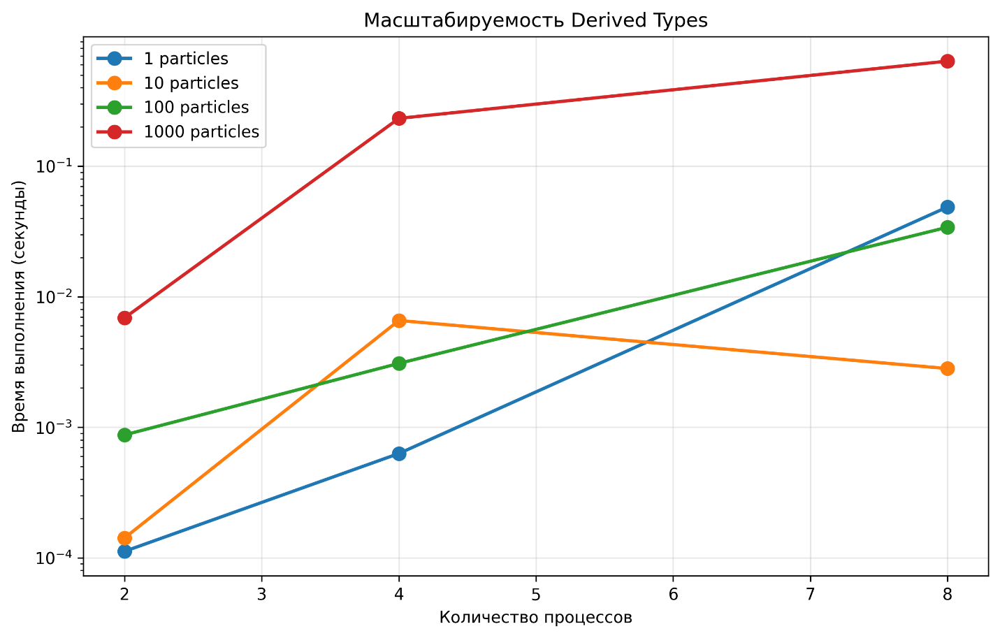 Масштабируемость Derived Types
1 particles
10 particles
100 particles
1000 particles
Время выполнения (секунды)
10⁻¹
10⁻²
10⁻³
10⁻⁴
2 3 4 5 6 7 8
Количество процессов